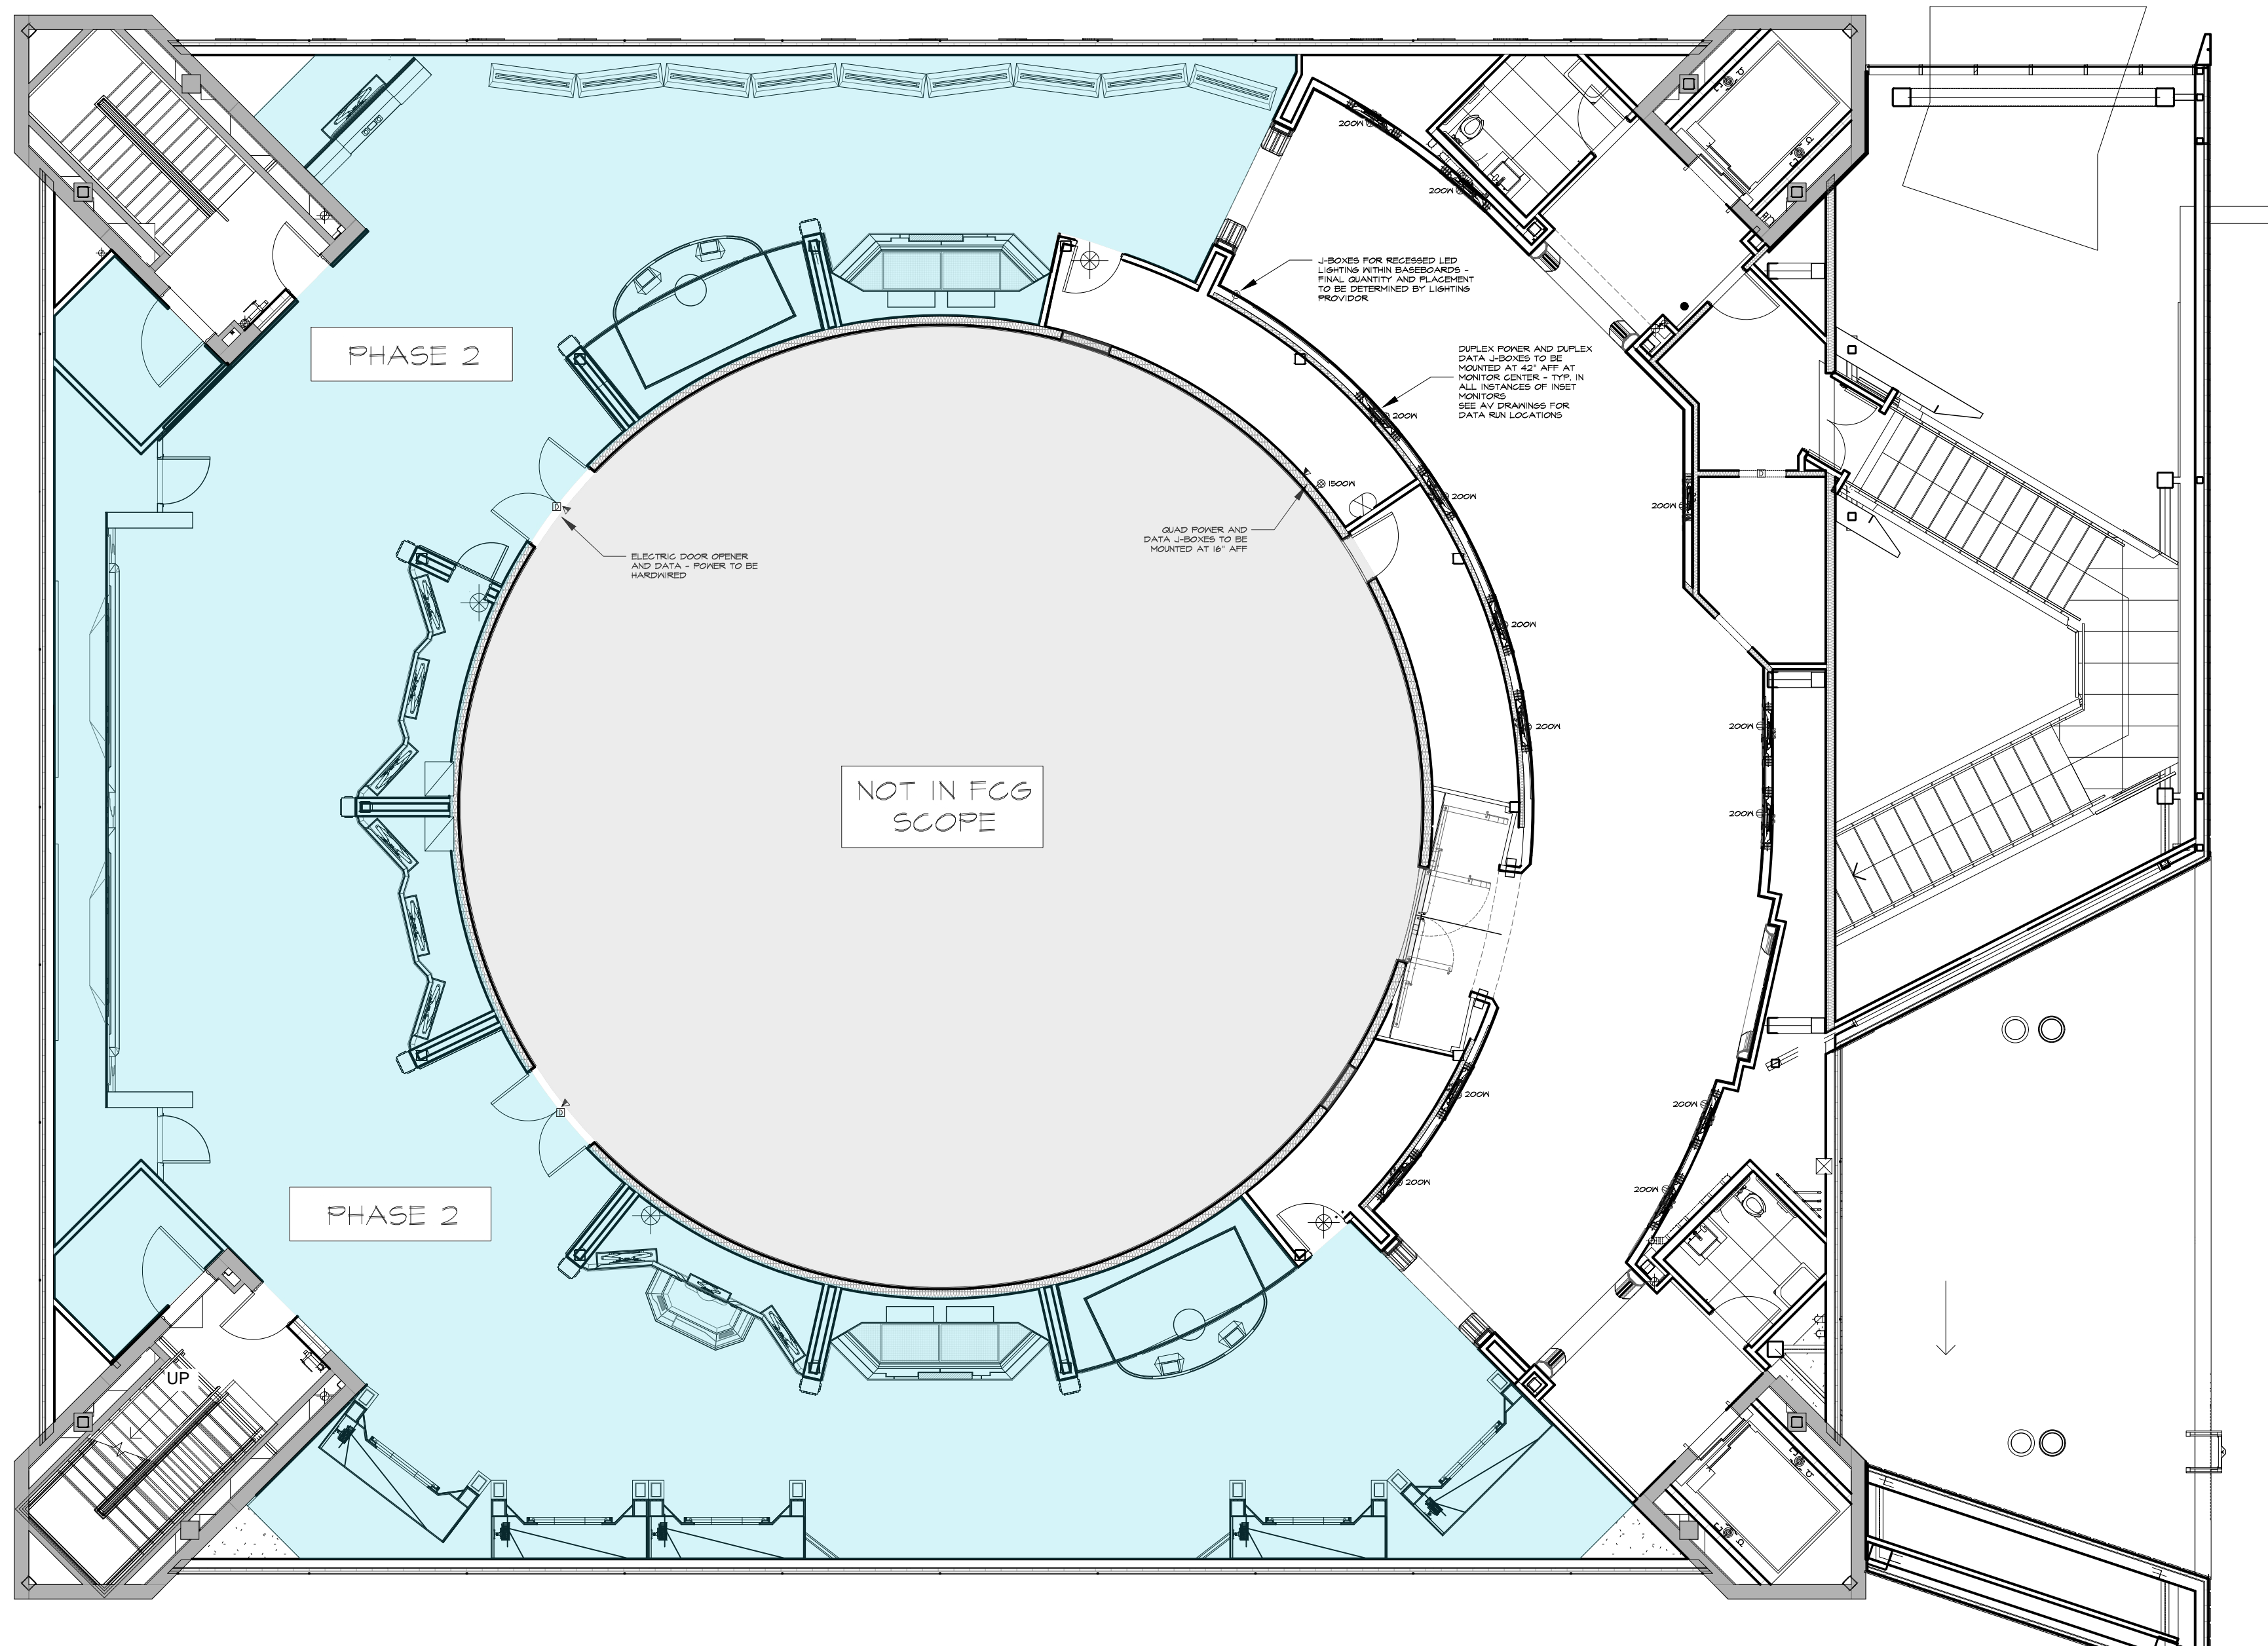 200W
200W
J-BOXES FOR RECESSED LED
LIGHTING WITHIN BASEBOARDS -
FINAL QUANTITY AND PLACEMENT
TO BE DETERMINED BY LIGHTING
PROVIDOR
PHASE 2
DUPLEX POWER AND DUPLEX
DATA J-BOXES TO BE
MOUNTED AT 42" AFF AT
MONITOR CENTER - TYP. IN
ALL INSTANCES OF INSET
MONITORS
SEE AV DRAWINGS FOR
DATA RUN LOCATIONS
200W
1500W
200W
200W
QUAD POWER AND
DATA J-BOXES TO BE
MOUNTED AT 16" AFF
ELECTRIC DOOR OPENER
AND DATA - POWER TO BE
HARDWIRED
200W
200W
200W
NOT IN FCG
SCOPE
200W
200W
200W
200W
200W
PHASE 2
UP